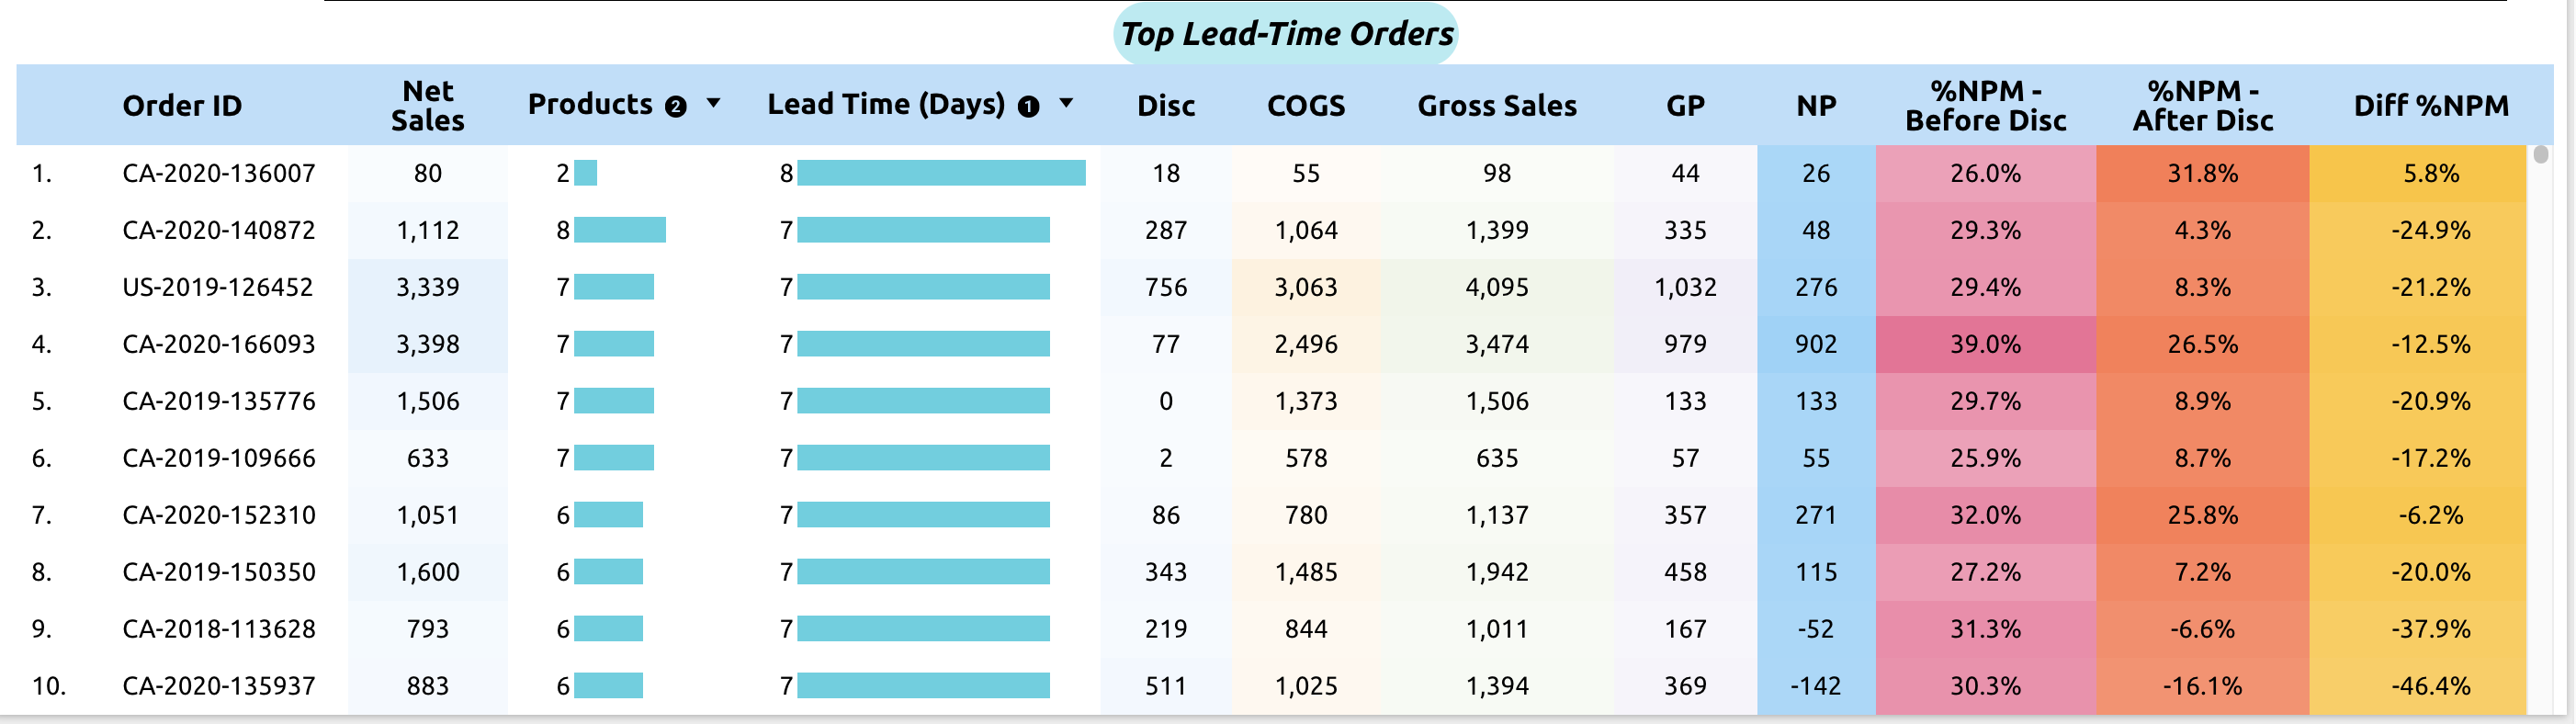 Top Lead-Time Orders
Order ID Net Sales Products 2 ▼ Lead Time (Days) 1 ▼ Disc COGS Gross Sales GP NP %NPM - Before Disc %NPM - After Disc Diff %NPM
1. CA-2020-136007 80 2 8 18 55 98 44 26 26.0% 31.8% 5.8%
2. CA-2020-140872 1,112 8 7 287 1,064 1,399 335 48 29.3% 4.3% -24.9%
3. US-2019-126452 3,339 7 7 756 3,063 4,095 1,032 276 29.4% 8.3% -21.2%
4. CA-2020-166093 3,398 7 7 77 2,496 3,474 979 902 39.0% 26.5% -12.5%
5. CA-2019-135776 1,506 7 7 0 1,373 1,506 133 133 29.7% 8.9% -20.9%
6. CA-2019-109666 633 7 7 2 578 635 57 55 25.9% 8.7% -17.2%
7. CA-2020-152310 1,051 6 7 86 780 1,137 357 271 32.0% 25.8% -6.2%
8. CA-2019-150350 1,600 6 7 343 1,485 1,942 458 115 27.2% 7.2% -20.0%
9. CA-2018-113628 793 6 7 219 844 1,011 167 -52 31.3% -6.6% -37.9%
10. CA-2020-135937 883 6 7 511 1,025 1,394 369 -142 30.3% -16.1% -46.4%